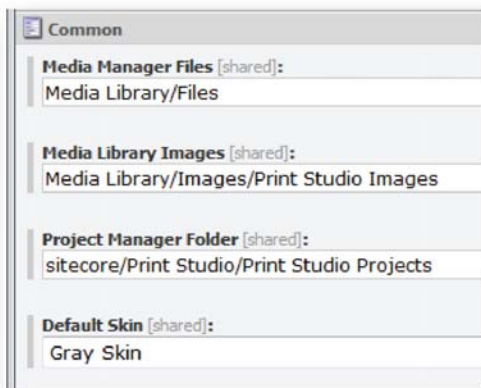 Common
Media Manager Files [shared]:
Media Library/Files
Media Library Images [shared]:
Media Library/Images/Print Studio Images
Project Manager Folder [shared]:
sitecore/Print Studio/Print Studio Projects
Default Skin [shared]:
Gray Skin